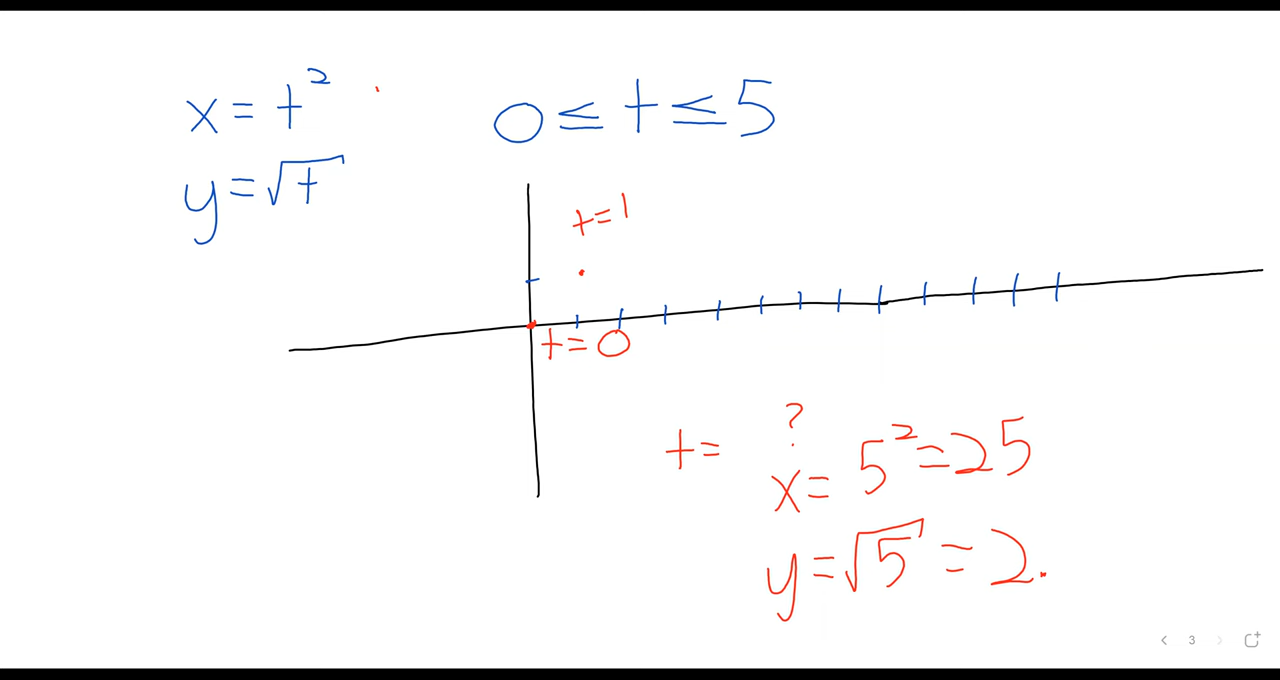 x = t²
0 ≤ t ≤ 5
y = √t
t = 1
t = 0
t =
?
x = 5² = 25
y = √5 = 2.
3